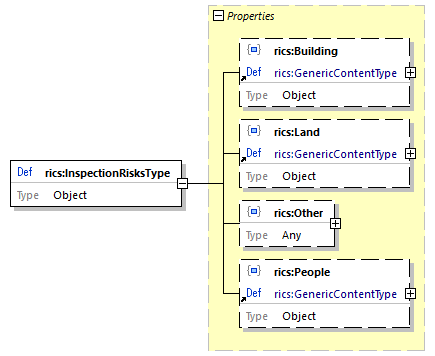 Properties
rics:Building
Def rics:GenericContentType
Type Object
rics:Land
Def rics:GenericContentType
Type Object
Def rics:InspectionRisksType
Type Object
rics:Other
Type Any
rics:People
Def rics:GenericContentType
Type Object